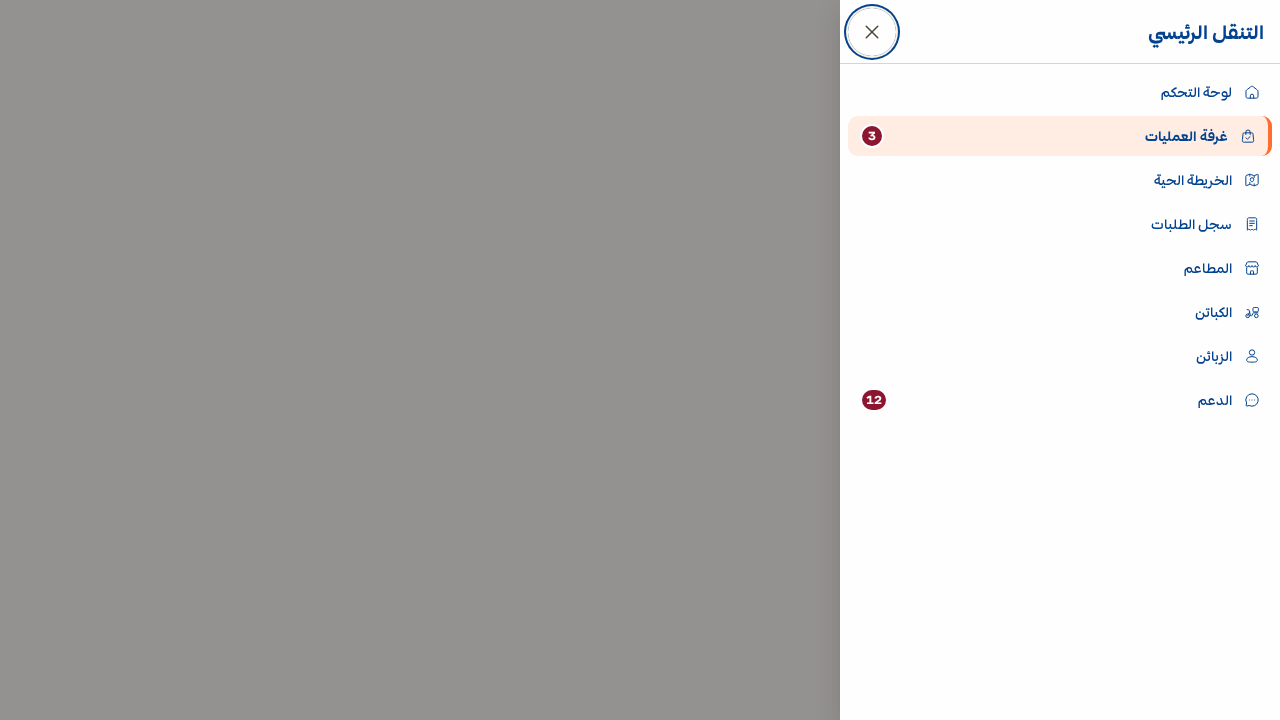 التنقل الرئيسي
لوحة التحكم
غرفة العمليات 3
الخريطة الحية
سجل الطلبات
المطاعم
الكباتن
الزبائن
الدعم 12